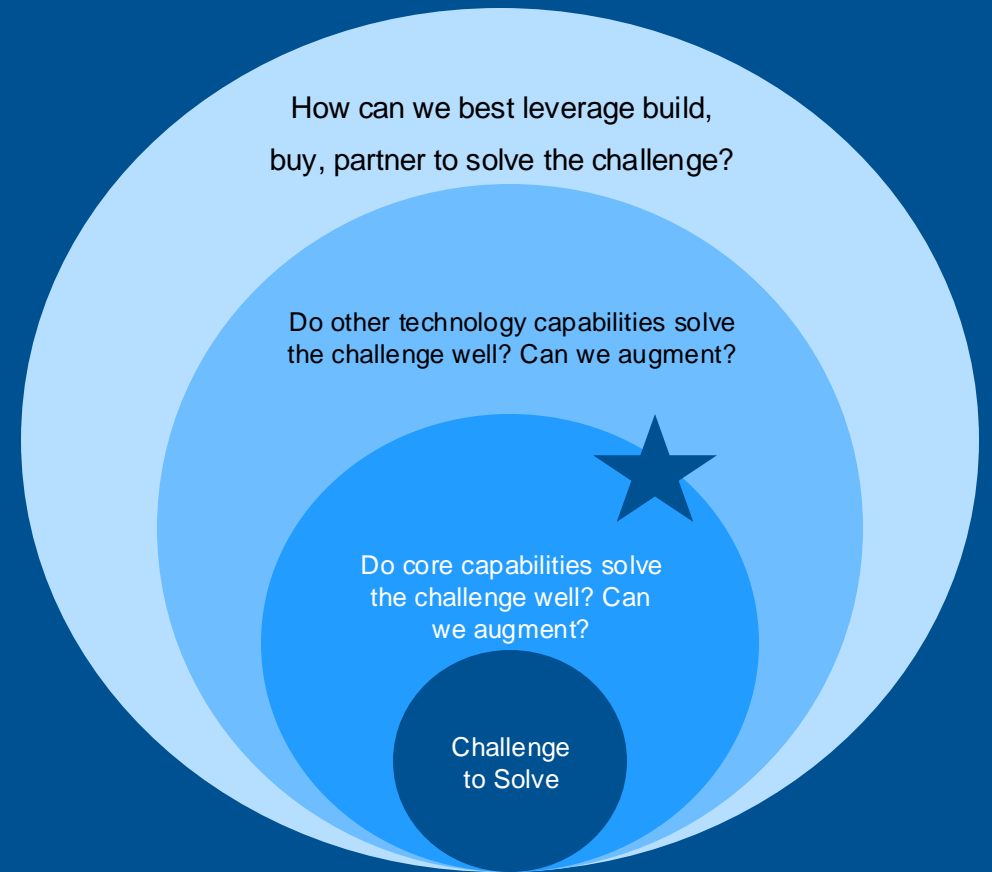 How can we best leverage build,
buy, partner to solve the challenge?
Do other technology capabilities solve
the challenge well? Can we augment?
Do core capabilities solve
the challenge well? Can
we augment?
Challenge
to Solve